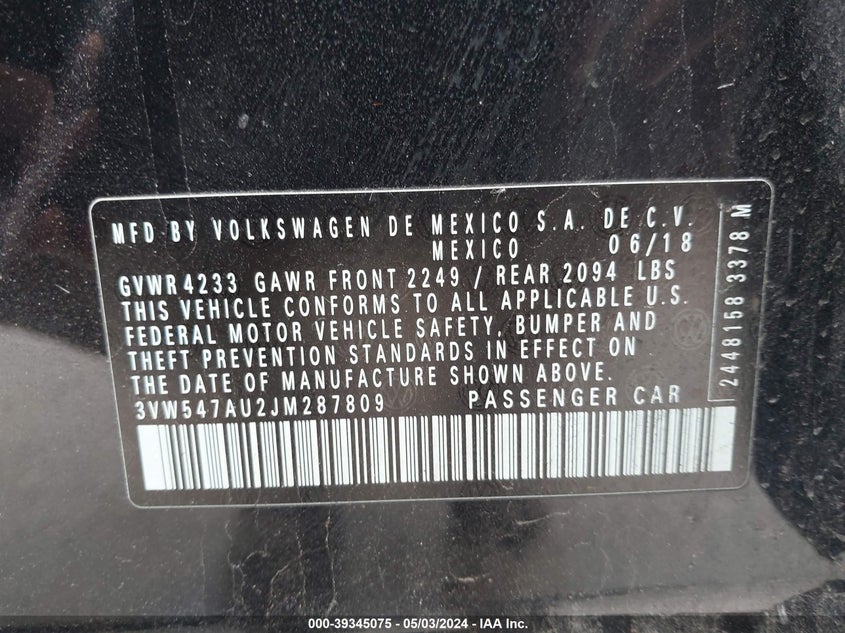 MFD BY VOLKSWAGEN DE MEXICO S.A. DE C.V.
MEXICO 06/18
GVWR 4233 GAWR FRONT 2249 / REAR 2094 LBS
THIS VEHICLE CONFORMS TO ALL APPLICABLE U.S.
FEDERAL MOTOR VEHICLE SAFETY, BUMPER AND
THEFT PREVENTION STANDARDS IN EFFECT ON
THE DATE OF MANUFACTURE SHOWN ABOVE.
3VW547AU2JM287809 PASSENGER CAR
2448158 3378 M
000-39345075 - 05/03/2024 - IAA Inc.